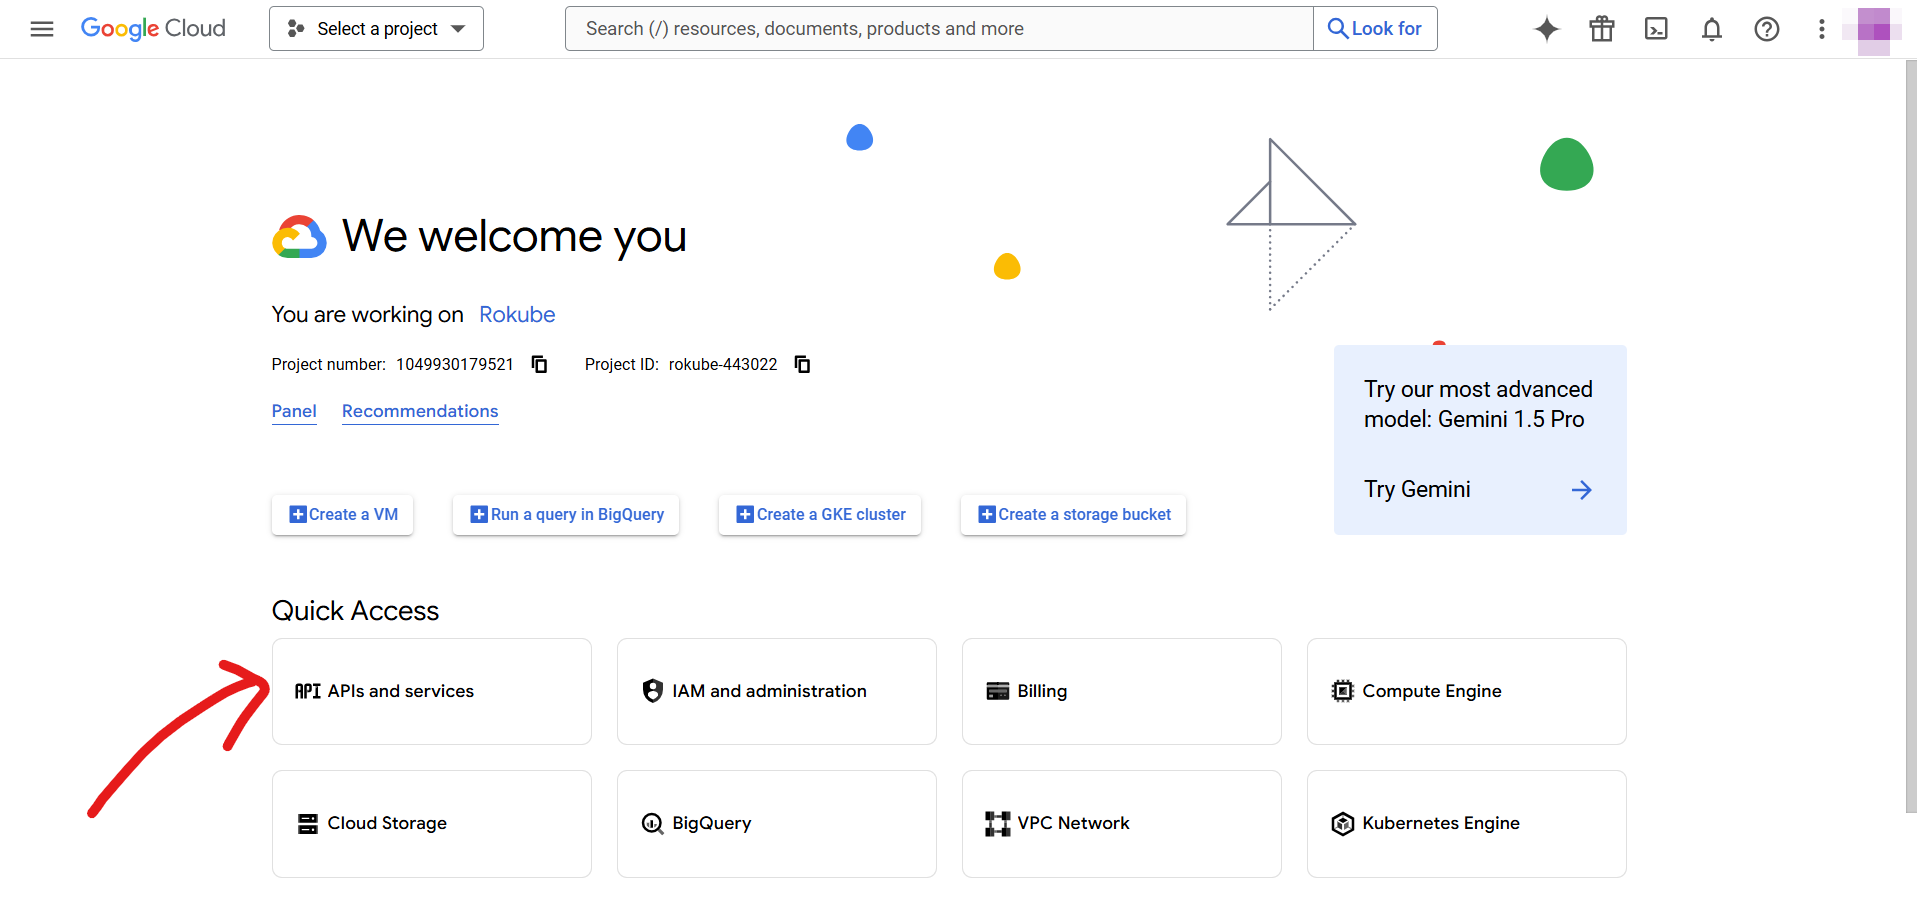 Google Cloud
Select a project
Search (/) resources, documents, products and more
Look for
We welcome you
You are working on Rokube
Project number: 1049930179521
Project ID: rokube-443022
Panel
Recommendations
Try our most advanced
model: Gemini 1.5 Pro
Try Gemini
Create a VM
Run a query in BigQuery
Create a GKE cluster
Create a storage bucket
Quick Access
API APIs and services
IAM and administration
Billing
Compute Engine
Cloud Storage
BigQuery
VPC Network
Kubernetes Engine